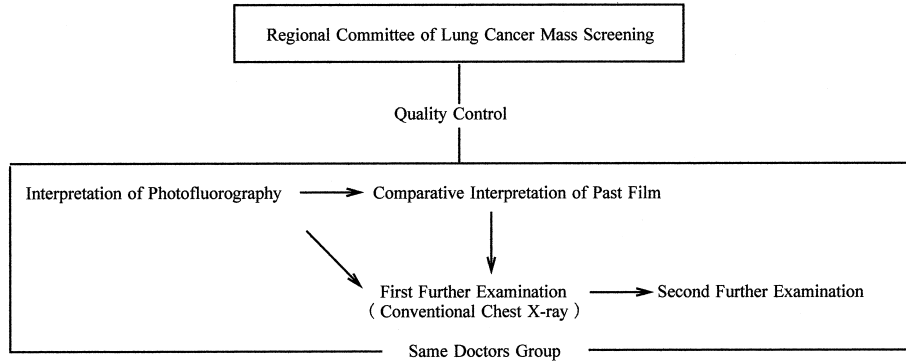 Regional Committee of Lung Cancer Mass Screening
Quality Control
Interpretation of Photofluorography
Comparative Interpretation of Past Film
First Further Examination
( Conventional Chest X-ray )
Second Further Examination
Same Doctors Group